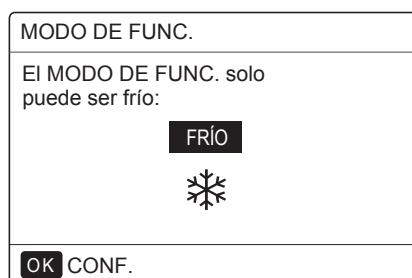 MODO DE FUNC.
El MODO DE FUNC. solo
puede ser frío:
FRÍO
OK CONF.